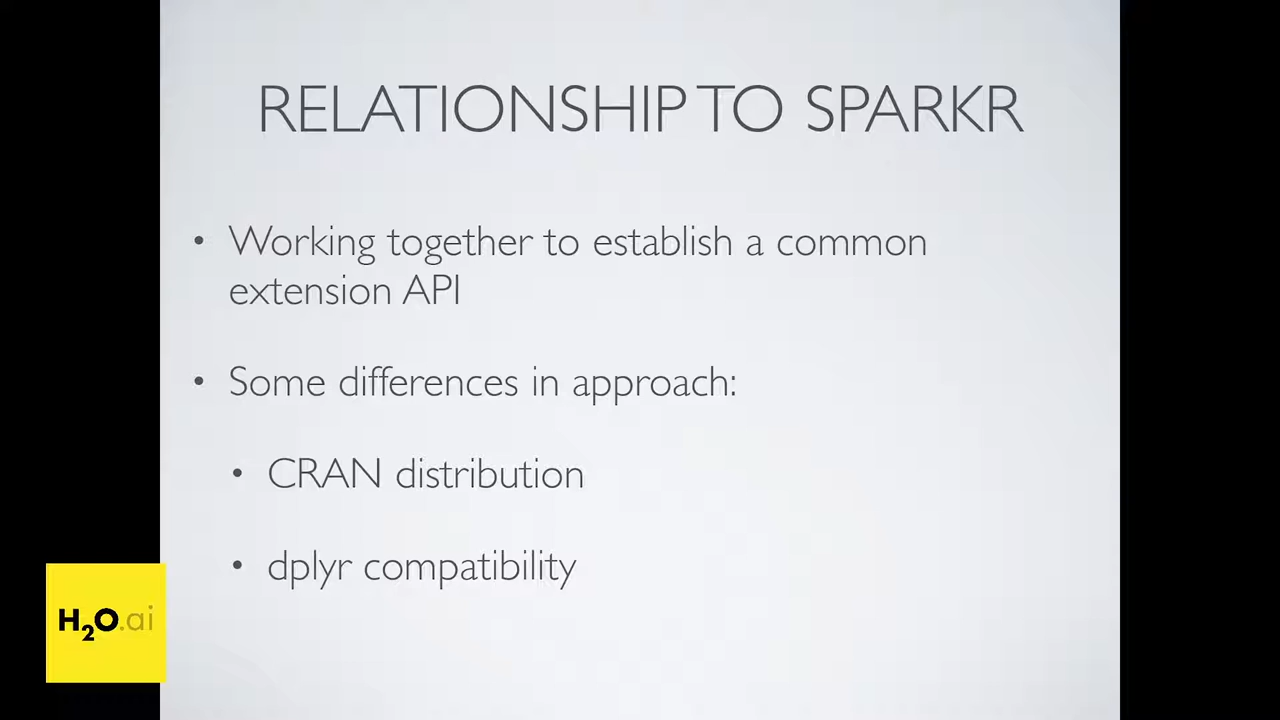 RELATIONSHIP TO SPARKR
• Working together to establish a common
extension API
• Some differences in approach:
• CRAN distribution
• dplyr compatibility
H2O.ai